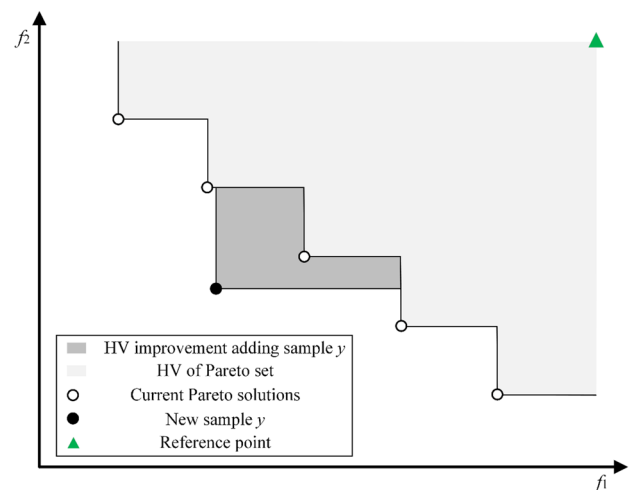 f2
HV improvement adding sample y
HV of Pareto set
Current Pareto solutions
New sample y
Reference point
f1